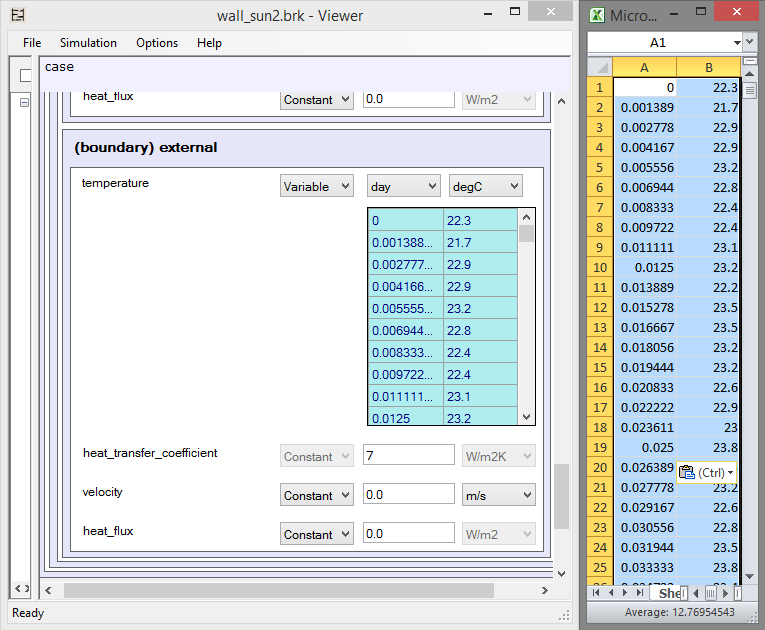 wall_sun2.brk - Viewer
File Simulation Options Help
case
heat_flux Constant 0.0 W/m2
(boundary) external
temperature Variable day degC
0 22.3
0.001388... 21.7
0.002777... 22.9
0.004166... 22.9
0.005555... 23.2
0.006944... 22.8
0.008333... 22.4
0.009722... 22.4
0.011111... 23.1
0.0125 23.2
heat_transfer_coefficient Constant 7 W/m2K
velocity Constant 0.0 m/s
heat_flux Constant 0.0 W/m2
Ready
Micro...
A1
A B
1 0 22.3
2 0.001389 21.7
3 0.002778 22.9
4 0.004167 22.9
5 0.005556 23.2
6 0.006944 22.8
7 0.008333 22.4
8 0.009722 22.4
9 0.011111 23.1
10 0.0125 23.2
11 0.013889 22.2
12 0.015278 23.5
13 0.016667 23.5
14 0.018056 23.2
15 0.019444 23.2
16 0.020833 22.6
17 0.022222 22.9
18 0.023611 23
19 0.025 23.8
20 0.026389 (Ctrl)
21 0.027778 23.2
22 0.029167 22.6
23 0.030556 22.8
24 0.031944 23.5
25 0.033333 23.8
She
Average: 12.76954543